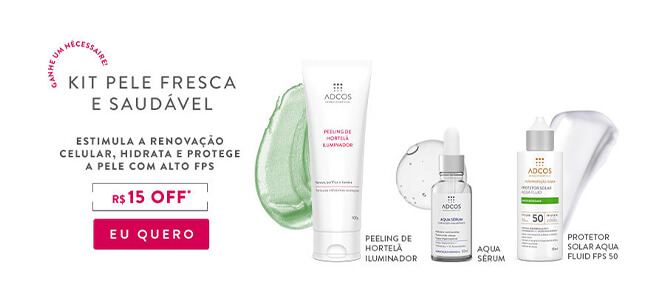 GANHE UM NÉCESSAIRE!
KIT PELE FRESCA
E SAUDÁVEL
ESTIMULA A RENOVAÇÃO
CELULAR, HIDRATA E PROTEGE
A PELE COM ALTO FPS
R$ 15 OFF*
EU QUERO
ADCOS
PEELING DE
HORTELÃ
ILUMINADOR
PEELING DE
HORTELÃ
ILUMINADOR
ADCOS
AQUA SÉRUM
AQUA
SÉRUM
ADCOS
PROTETOR SOLAR
AQUA FLUID
50
PROTETOR
SOLAR AQUA
FLUID FPS 50